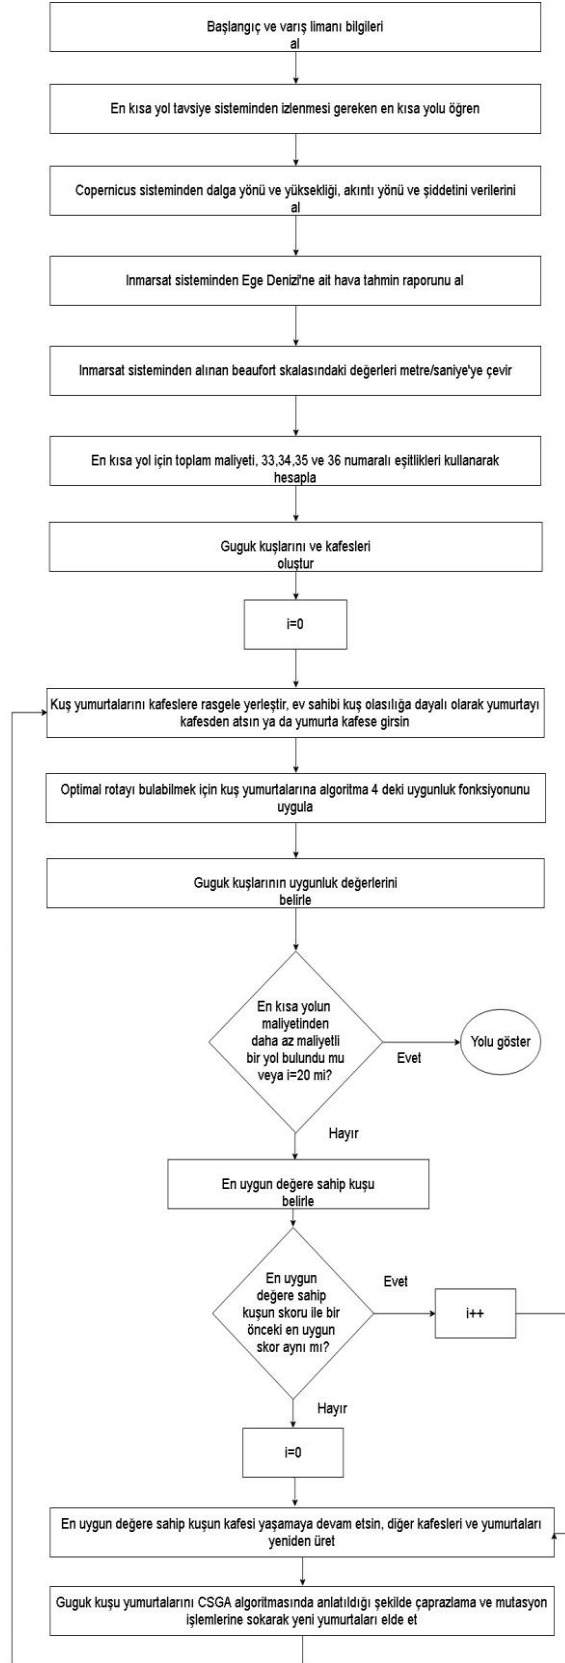 Başlangıç ve varış limanı bilgileri
al
En kısa yol tavsiye sisteminden izlenmesi gereken en kısa yolu öğren
Copernicus sisteminden dalga yönü ve yüksekliği, akıntı yönü ve şiddetini verilerini
al
Inmarsat sisteminden Ege Denizi'ne ait hava tahmin raporunu al
Inmarsat sisteminden alınan beaufort skalasındaki değerleri metre/saniye'ye çevir
En kısa yol için toplam maliyeti, 33,34,35 ve 36 numaralı eşitlikleri kullanarak
hesapla
Guguk kuşlarını ve kafesleri
oluştur
i=0
Kuş yumurtalarını kafeslere rasgele yerleştir, ev sahibi kuş olasılığa dayalı olarak yumurtayı
kafesden atsın ya da yumurta kafese girsin
Optimal rotayı bulabilmek için kuş yumurtalarına algoritma 4 deki uygunluk fonksiyonunu
uygula
Guguk kuşlarının uygunluk değerlerini
belirle
En kısa yolun
maliyetinden
daha az maliyetli
bir yol bulundu mu
veya i=20 mi?
Evet
Yolu göster
Hayır
En uygun değere sahip kuşu
belirle
En uygun
değere sahip
kuşun skoru ile bir
önceki en uygun
skor aynı mı?
Evet
i++
Hayır
i=0
En uygun değere sahip kuşun kafesi yaşamaya devam etsin, diğer kafesleri ve yumurtaları
yeniden üret
Guguk kuşu yumurtalarını CSGA algoritmasında anlatıldığı şekilde çaprazlama ve mutasyon
işlemlerine sokarak yeni yumurtaları elde et